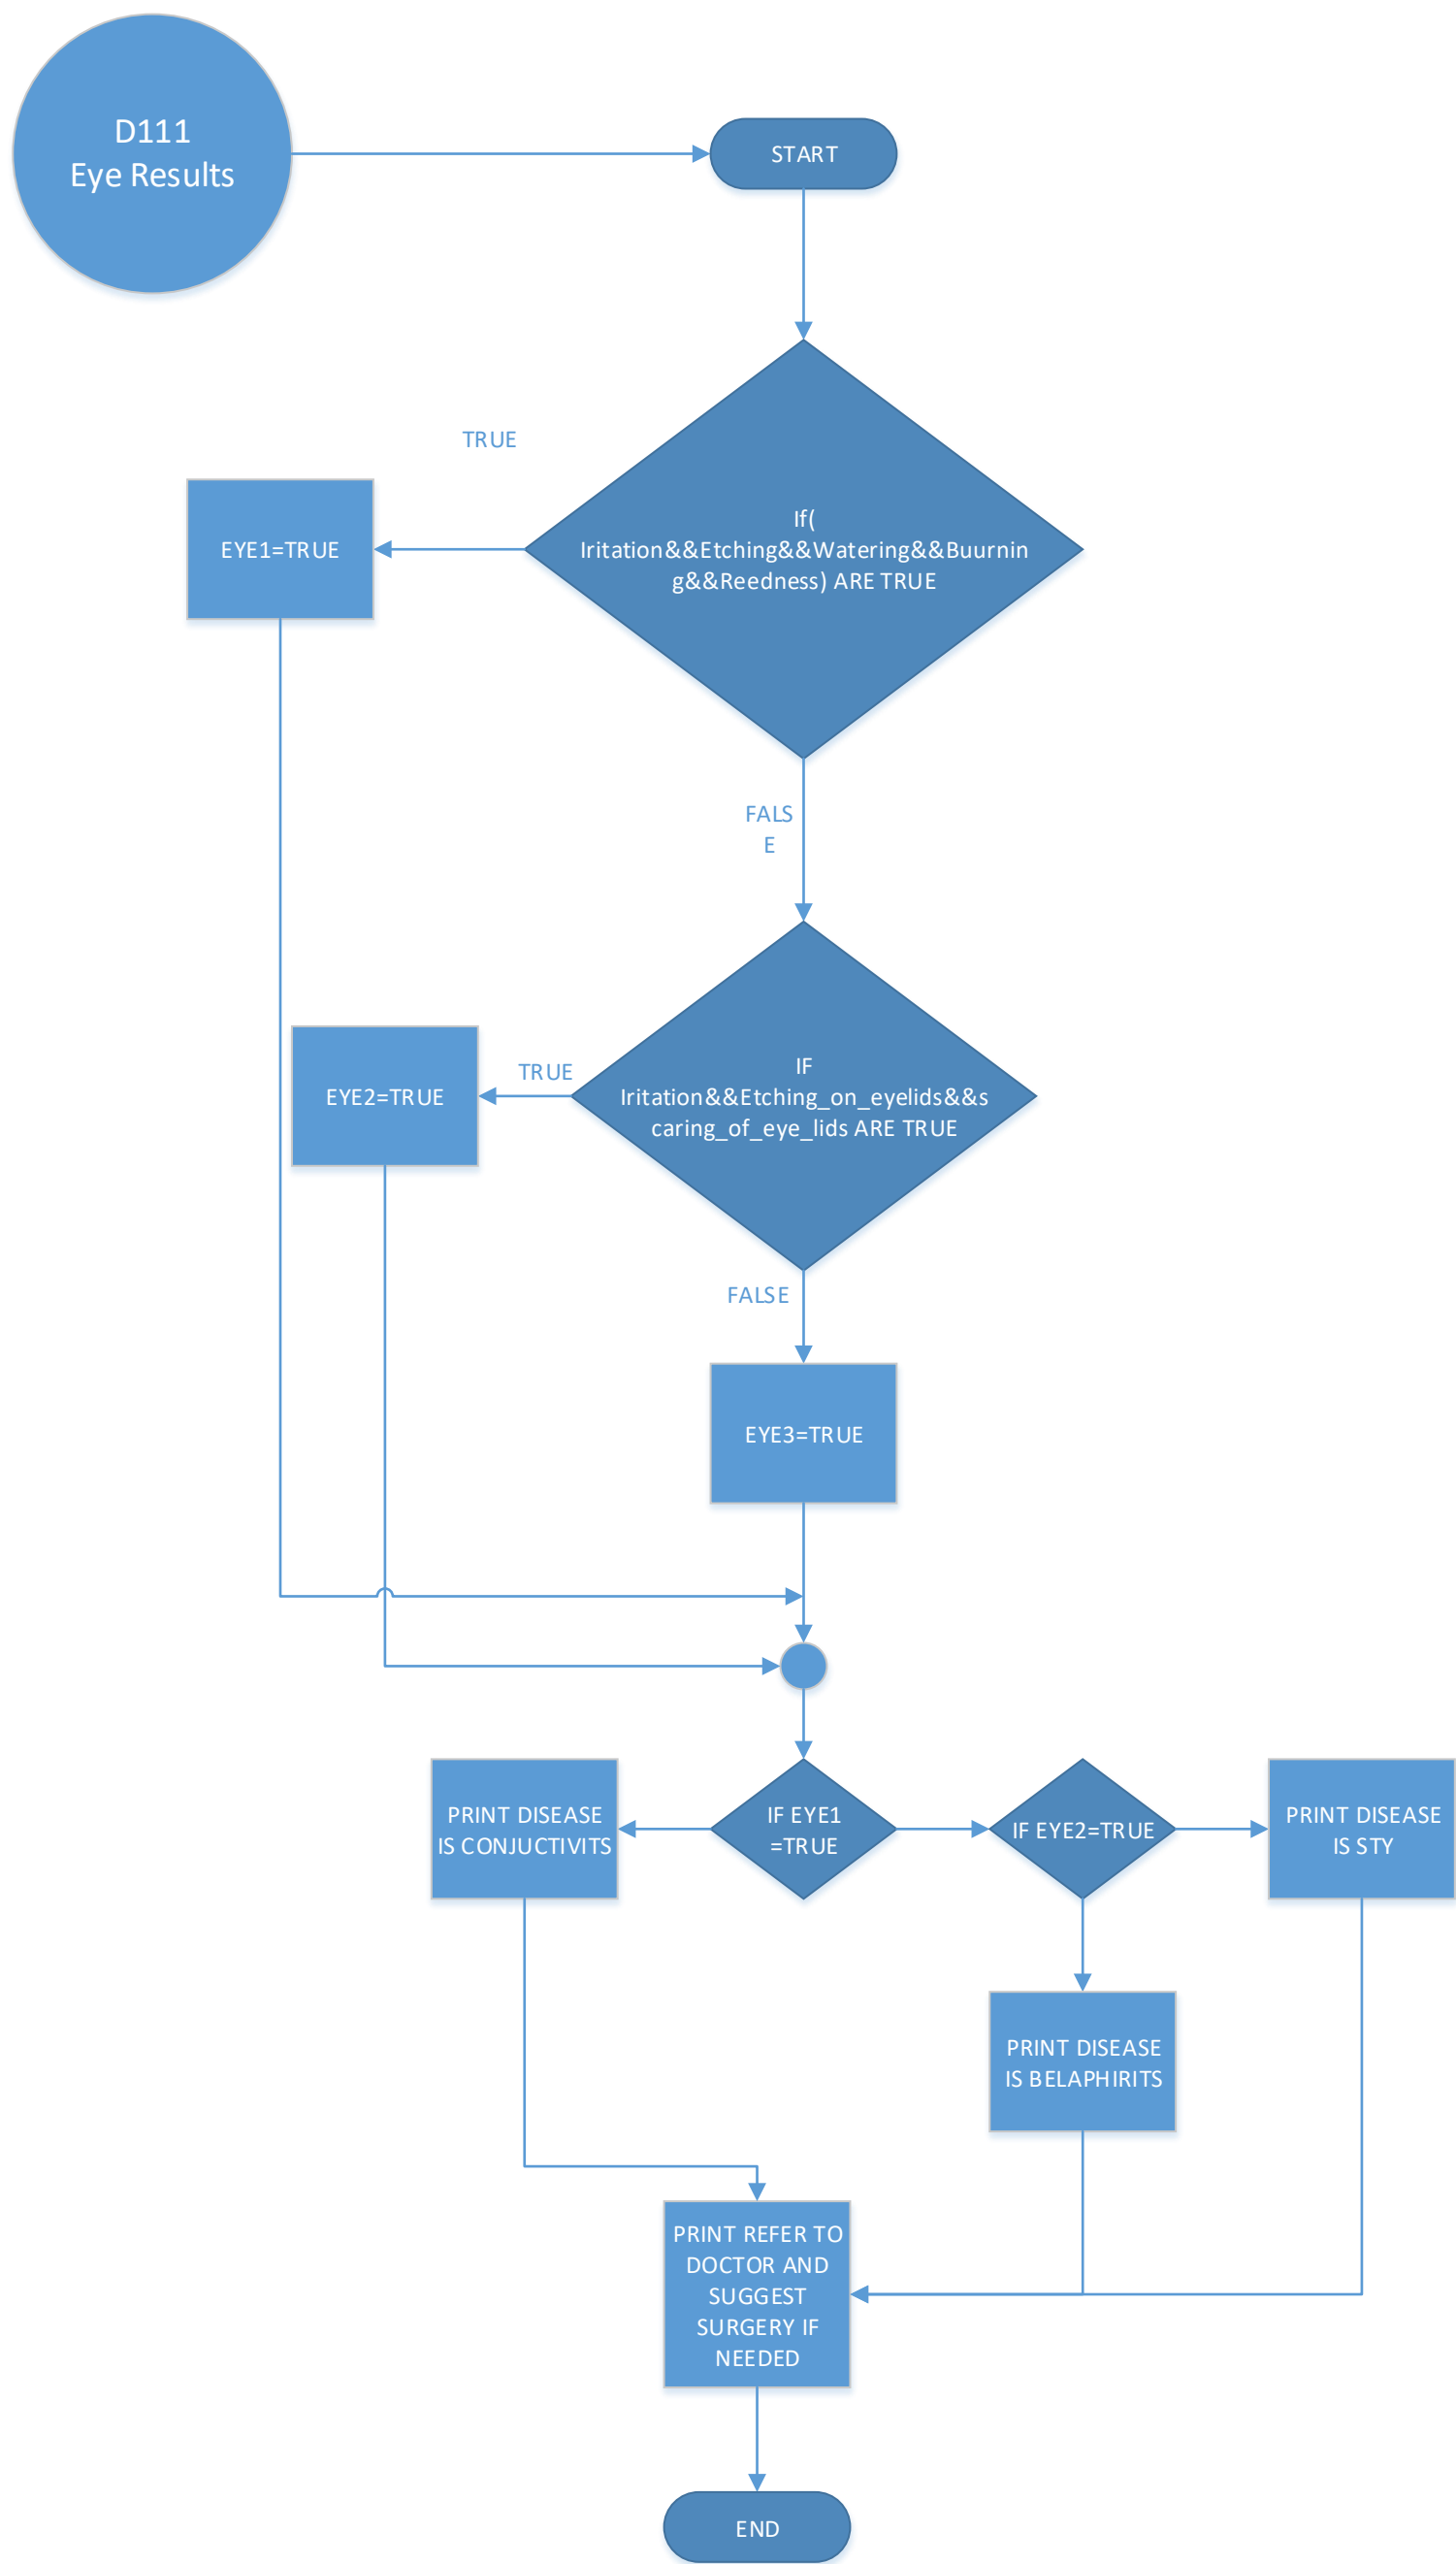 D111
Eye Results
START
TRUE
If(
Iritation&&Etching&&Watering&&Buurnin
g&&Reedness) ARE TRUE
EYE1=TRUE
FALS
E
IF
Iritation&&Etching_on_eyelids&&s
caring_of_eye_lids ARE TRUE
TRUE
EYE2=TRUE
FALSE
EYE3=TRUE
PRINT DISEASE
IS CONJUCTIVITS
IF EYE1
=TRUE
IF EYE2=TRUE
PRINT DISEASE
IS STY
PRINT DISEASE
IS BELAPHIRITS
PRINT REFER TO
DOCTOR AND
SUGGEST
SURGERY IF
NEEDED
END